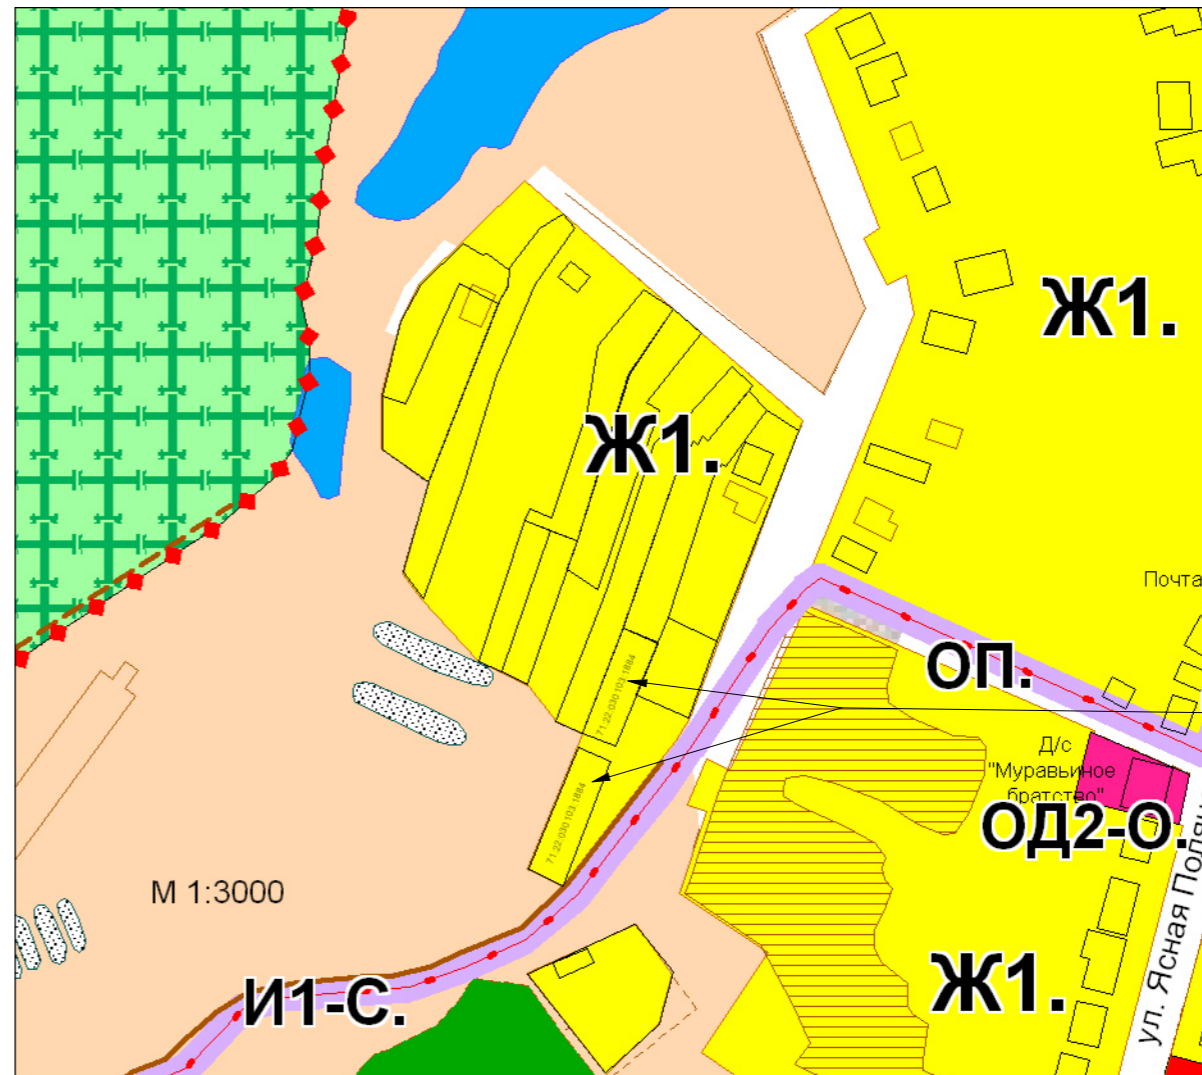 Ж1.
Ж1.
Почта
ОП.
71:22:030103:1884
Д/с
"Муравьиное
братство"
ОД2-О.
71:22:030103:1884
М 1:3000
Ж1.
И1-С.
ул. Ясная Поляна